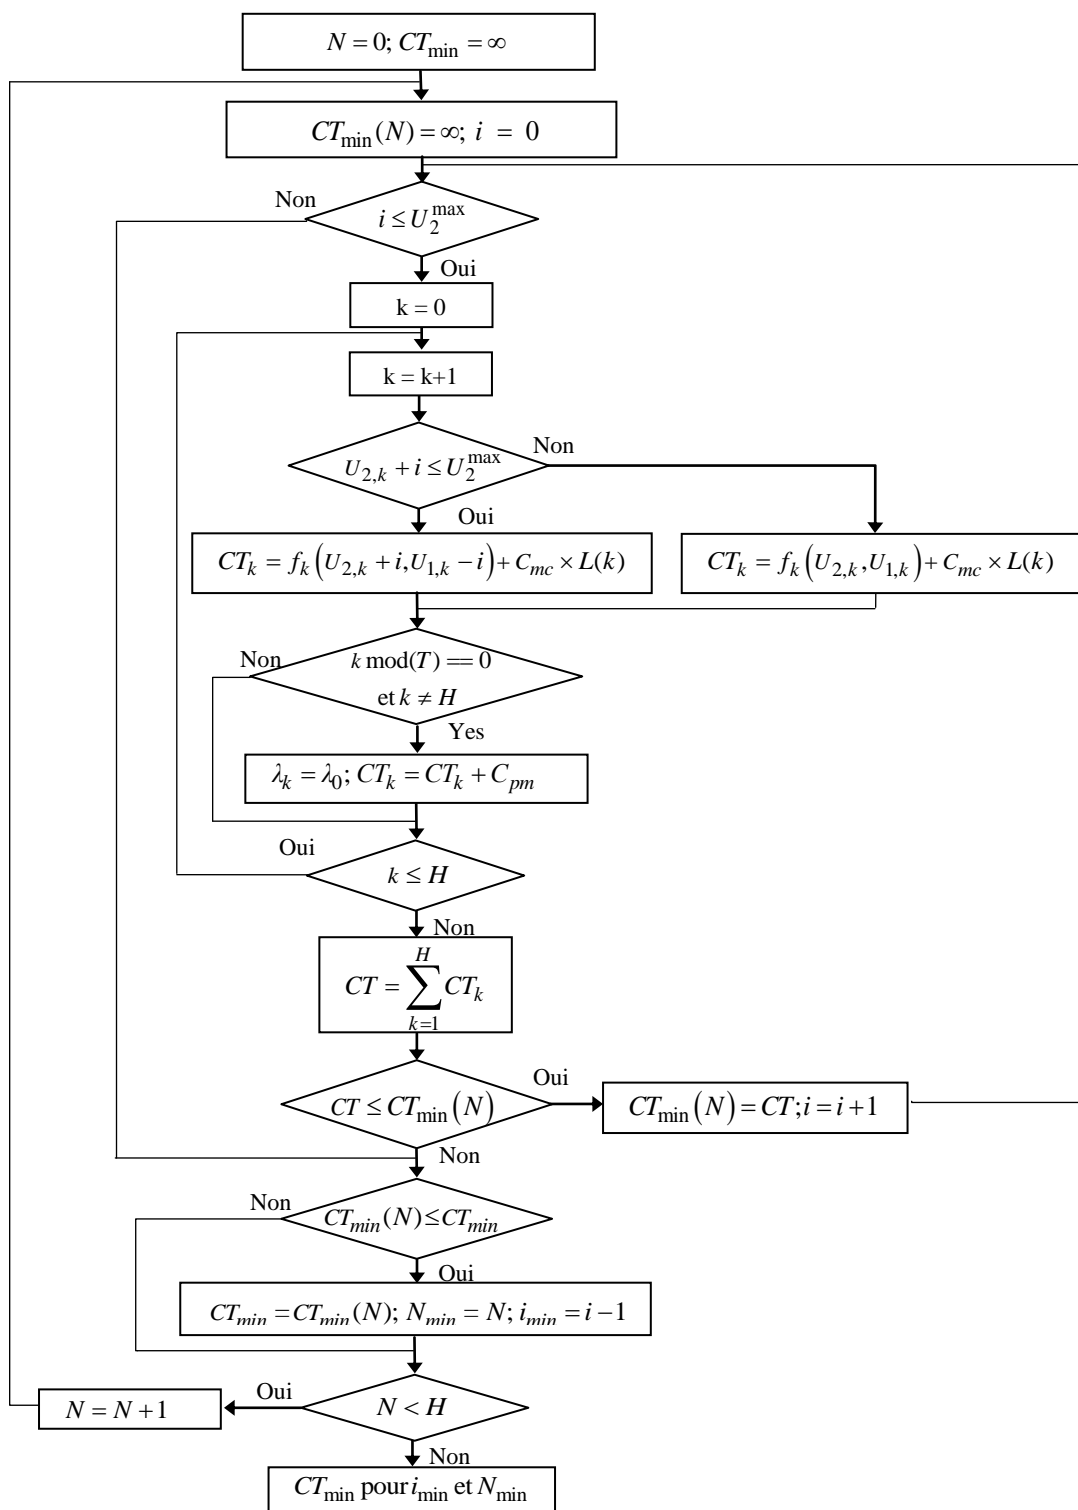 N = 0; CT_min = ∞
CT_min(N) = ∞; i = 0
Non
i ≤ U_2^max
Oui
k = 0
k = k+1
Non
U_{2,k} + i ≤ U_2^max
Oui
CT_k = f_k(U_{2,k} + i, U_{1,k} − i) + C_mc × L(k)
CT_k = f_k(U_{2,k}, U_{1,k}) + C_mc × L(k)
Non
k mod(T) == 0
et k ≠ H
Yes
λ_k = λ_0; CT_k = CT_k + C_pm
Oui
k ≤ H
Non
CT = ∑_{k=1}^{H} CT_k
Oui
CT ≤ CT_min(N)
CT_min(N) = CT; i = i+1
Non
Non
CT_min(N) ≤ CT_min
Oui
CT_min = CT_min(N); N_min = N; i_min = i−1
Oui
N = N+1
N < H
Non
CT_min pour i_min et N_min